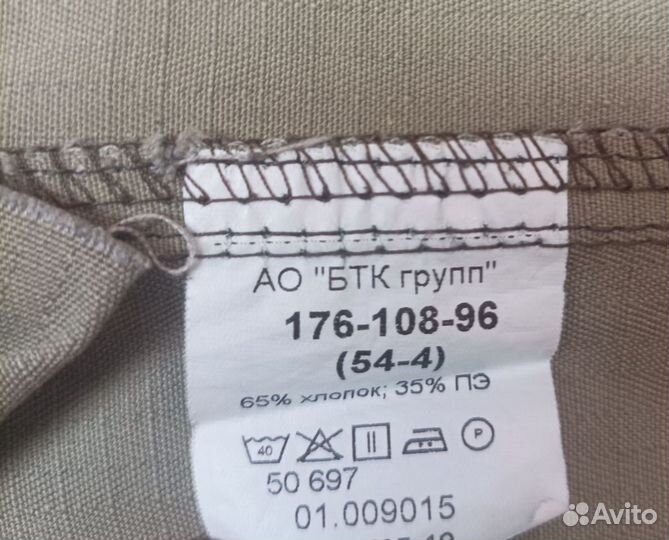 АО "БТК групп"
176-108-96
(54-4)
65% хлопок; 35% ПЭ
40 P
50 697
01.009015
Avito